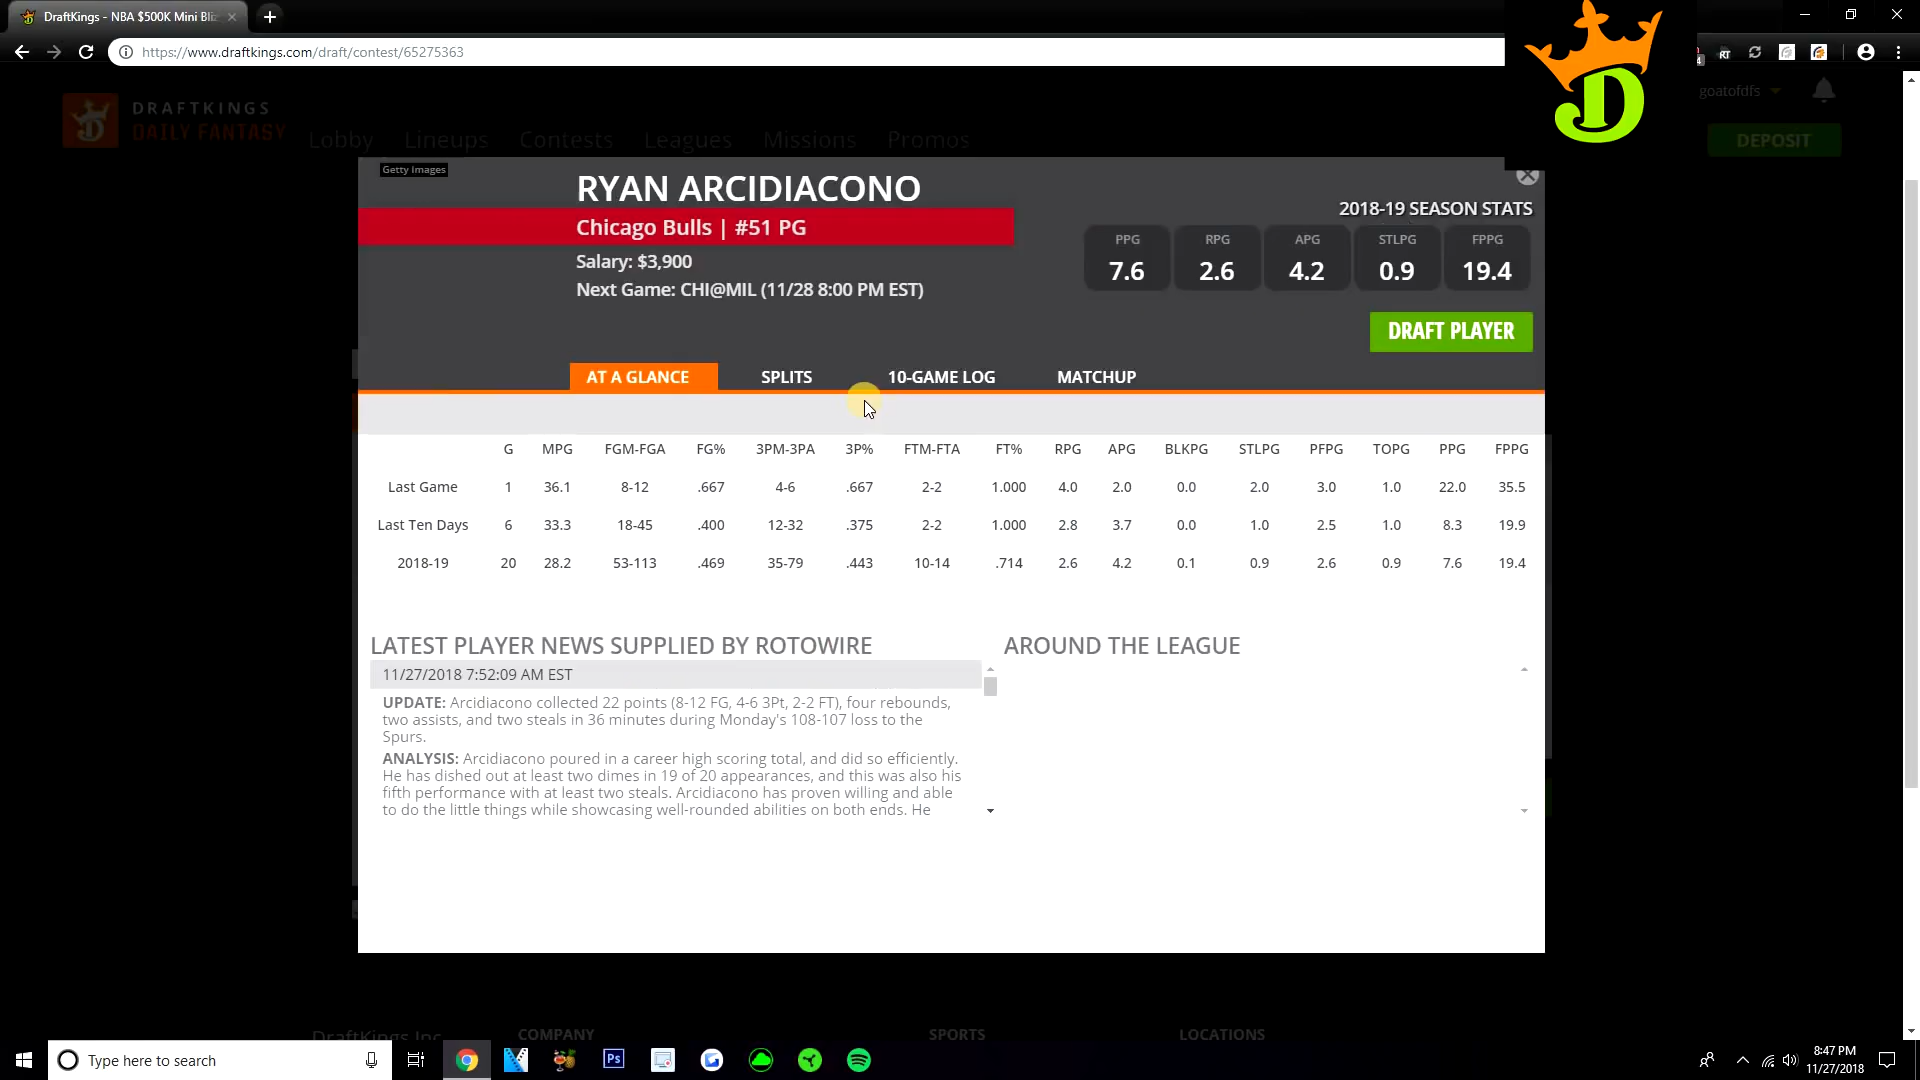 DraftKings - NBA $500K Mini Bliz
https://www.draftkings.com/draft/contest/65275363
RT
DRAFTKINGS
DAILY FANTASY
Lobby Lineups Contests Leagues Missions Promos
goatofdfs
DEPOSIT
D
Getty Images
RYAN ARCIDIACONO
Chicago Bulls | #51 PG
Salary: $3,900
Next Game: CHI@MIL (11/28 8:00 PM EST)
2018-19 SEASON STATS
PPG RPG APG STLPG FPPG
7.6 2.6 4.2 0.9 19.4
DRAFT PLAYER
AT A GLANCE SPLITS 10-GAME LOG MATCHUP
G MPG FGM-FGA FG% 3PM-3PA 3P% FTM-FTA FT% RPG APG BLKPG STLPG PFPG TOPG PPG FPPG
Last Game 1 36.1 8-12 .667 4-6 .667 2-2 1.000 4.0 2.0 0.0 2.0 3.0 1.0 22.0 35.5
Last Ten Days 6 33.3 18-45 .400 12-32 .375 2-2 1.000 2.8 3.7 0.0 1.0 2.5 1.0 8.3 19.9
2018-19 20 28.2 53-113 .469 35-79 .443 10-14 .714 2.6 4.2 0.1 0.9 2.6 0.9 7.6 19.4
LATEST PLAYER NEWS SUPPLIED BY ROTOWIRE
11/27/2018 7:52:09 AM EST
UPDATE: Arcidiacono collected 22 points (8-12 FG, 4-6 3Pt, 2-2 FT), four rebounds,
two assists, and two steals in 36 minutes during Monday's 108-107 loss to the
Spurs.
ANALYSIS: Arcidiacono poured in a career high scoring total, and did so efficiently.
He has dished out at least two dimes in 19 of 20 appearances, and this was also his
fifth performance with at least two steals. Arcidiacono has proven willing and able
to do the little things while showcasing well-rounded abilities on both ends. He
AROUND THE LEAGUE
DraftKings Inc COMPANY SPORTS LOCATIONS
Type here to search
Ps
8:47 PM
11/27/2018